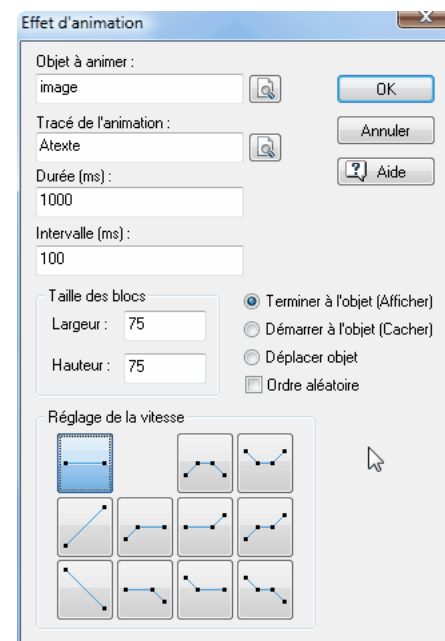 Effet d'animation
Objet à animer :
image
OK
Tracé de l'animation :
Annuler
Atexte
Aide
Durée (ms) :
1000
Intervalle (ms) :
100
Taille des blocs
Largeur : 75
Hauteur : 75
Terminer à l'objet (Afficher)
Démarrer à l'objet (Cacher)
Déplacer objet
Ordre aléatoire
Réglage de la vitesse